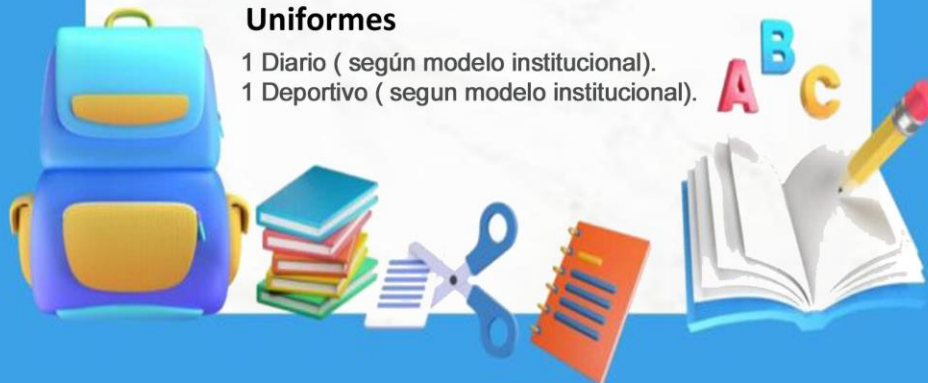 Uniformes
1 Diario ( según modelo institucional).
1 Deportivo ( segun modelo institucional).
A B C